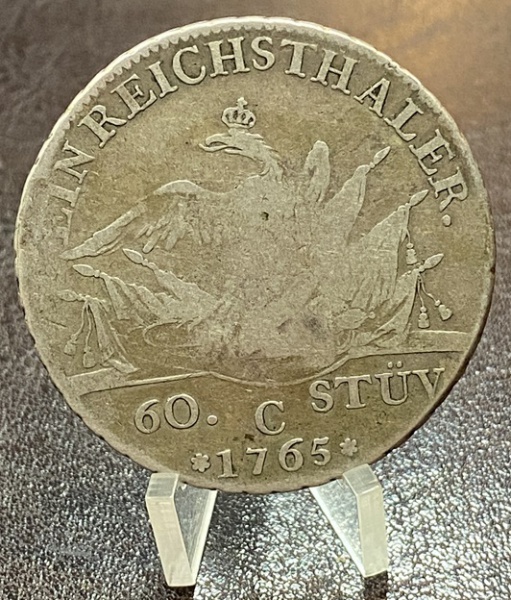 EIN REICHSTHALER.
60. C STÜV
*1765*